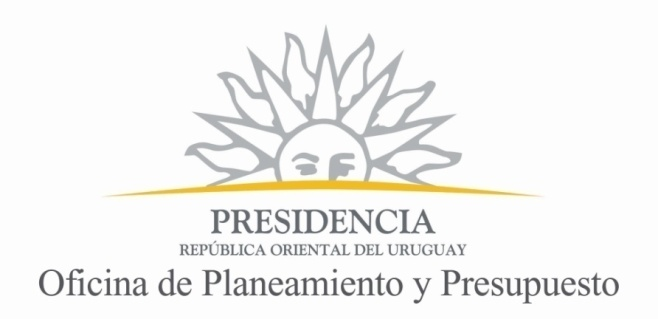 PRESIDENCIA
REPÚBLICA ORIENTAL DEL URUGUAY
Oficina de Planeamiento y Presupuesto